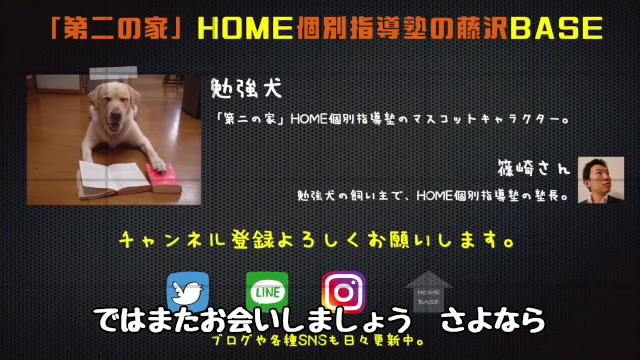 「第二の家」HOME個別指導塾の藤沢BASE
勉強犬
「第二の家」HOME個別指導塾のマスコットキャラクター。
篠崎さん
勉強犬の飼い主で、HOME個別指導塾の塾長。
チャンネル登録よろしくお願いします。
LINE
HOME
BASE
ではまたお会いしましょう　さよなら
ブログや各種SNSも日々更新中。